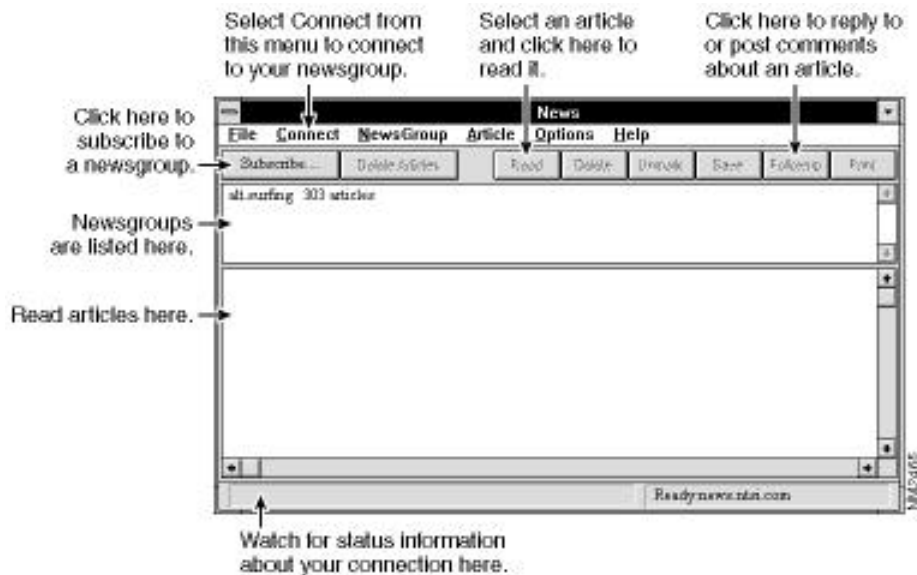 Select Connect from
this menu to connect
to your newsgroup.
Select an article
and click here to
read it.
Click here to reply to
or post comments
about an article.
Click here to
subscribe to
a newsgroup.
News
File Connect NewsGroup Article Options Help
Subscribe... Delete Articles Read Delete Unmark Save Followup Print
alt.surfing 303 articles
Newsgroups
are listed here.
Read articles here.
Ready:news.ntsi.com
NM2465
Watch for status information
about your connection here.